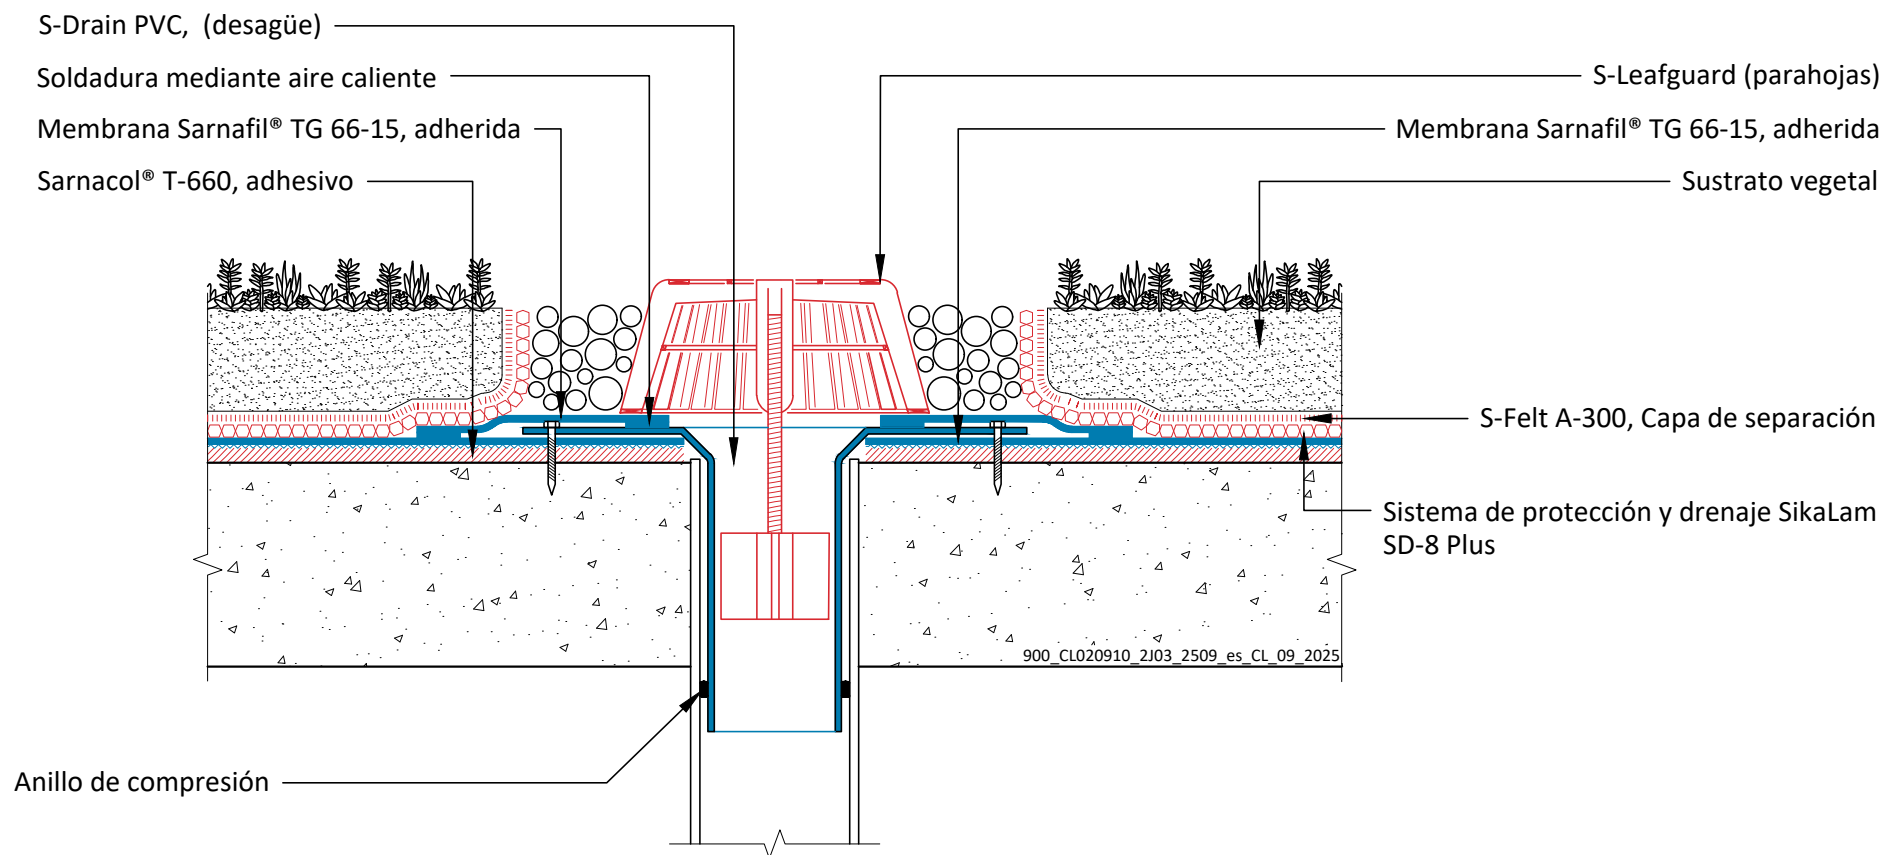 S-Drain PVC, (desagüe)
Soldadura mediante aire caliente
Membrana Sarnafil® TG 66-15, adherida
Sarnacol® T-660, adhesivo
S-Leafguard (parahojas)
Membrana Sarnafil® TG 66-15, adherida
Sustrato vegetal
S-Felt A-300, Capa de separación
Sistema de protección y drenaje SikaLam
SD-8 Plus
900_CL020910_2J03_2509_es_CL_09_2025
Anillo de compresión